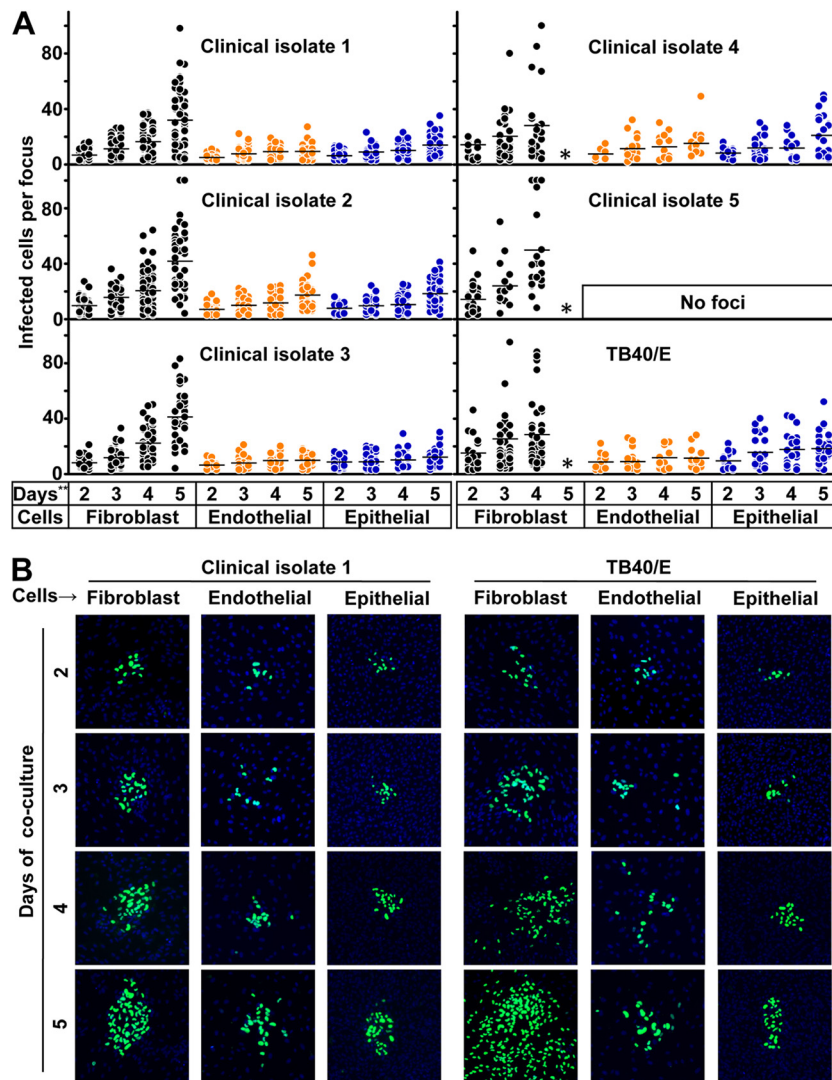 A
Infected cells per focus
80
40
0
Clinical isolate 1
Clinical isolate 4
*
80
40
0
Clinical isolate 2
Clinical isolate 5
*
No foci
80
40
0
Clinical isolate 3
TB40/E
*
Days** 2 3 4 5 2 3 4 5 2 3 4 5 2 3 4 5 2 3 4 5 2 3 4 5
Cells Fibroblast Endothelial Epithelial Fibroblast Endothelial Epithelial
B
Clinical isolate 1 TB40/E
Cells→ Fibroblast Endothelial Epithelial Fibroblast Endothelial Epithelial
Days of co-culture
2
3
4
5